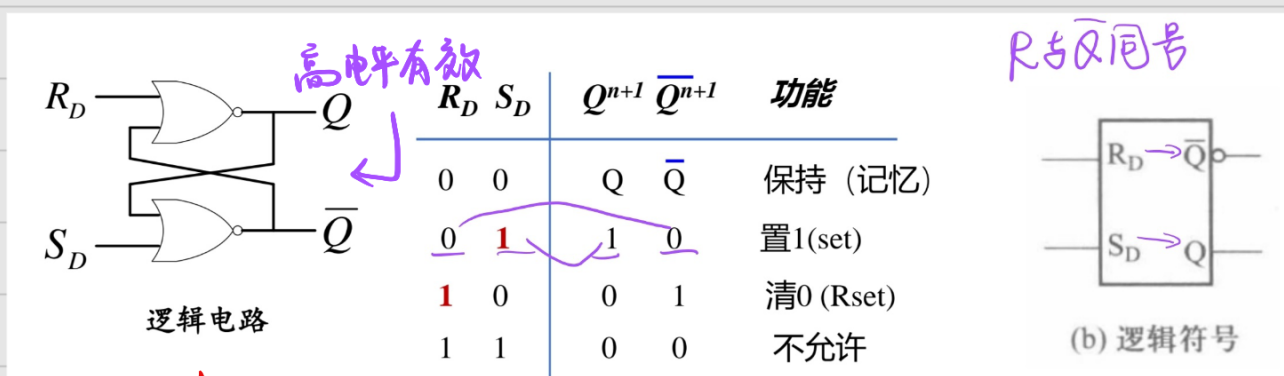 高电平有效
R与Q̅同号
R_D
Q
S_D
Q̅
逻辑电路
R_D S_D Q^{n+1} \overline{Q^{n+1}} 功能
0 0 Q Q̅ 保持（记忆）
0 1 1 0 置1(set)
1 0 0 1 清0 (Rset)
1 1 0 0 不允许
R_D→Q̅
S_D→Q
(b) 逻辑符号